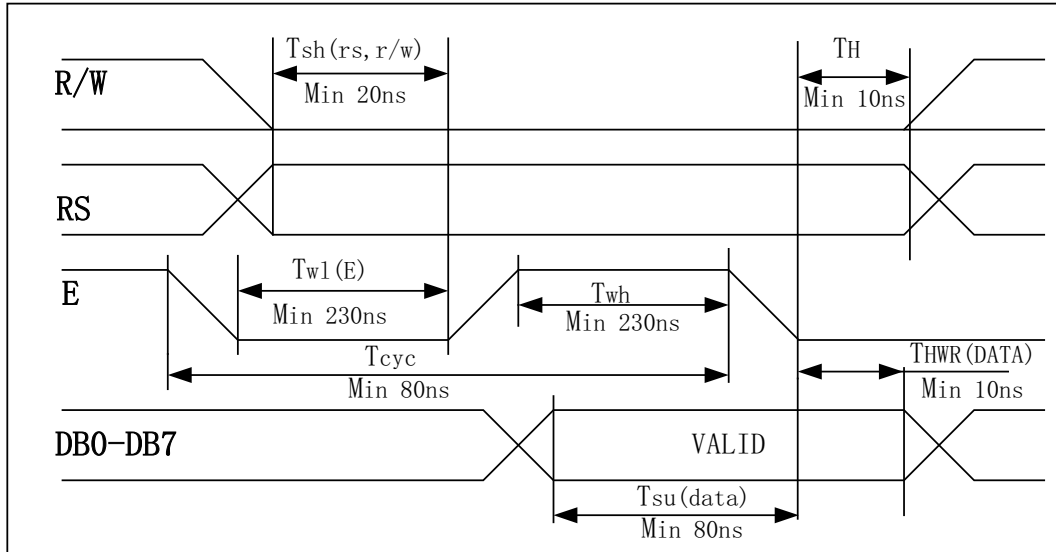 Tsh(rs,r/w)
TH
R/W
Min 20ns
Min 10ns
RS
Tw1(E)
E
Twh
Min 230ns
Min 230ns
Tcyc
THWR(DATA)
Min 80ns
Min 10ns
DB0-DB7
VALID
Tsu(data)
Min 80ns